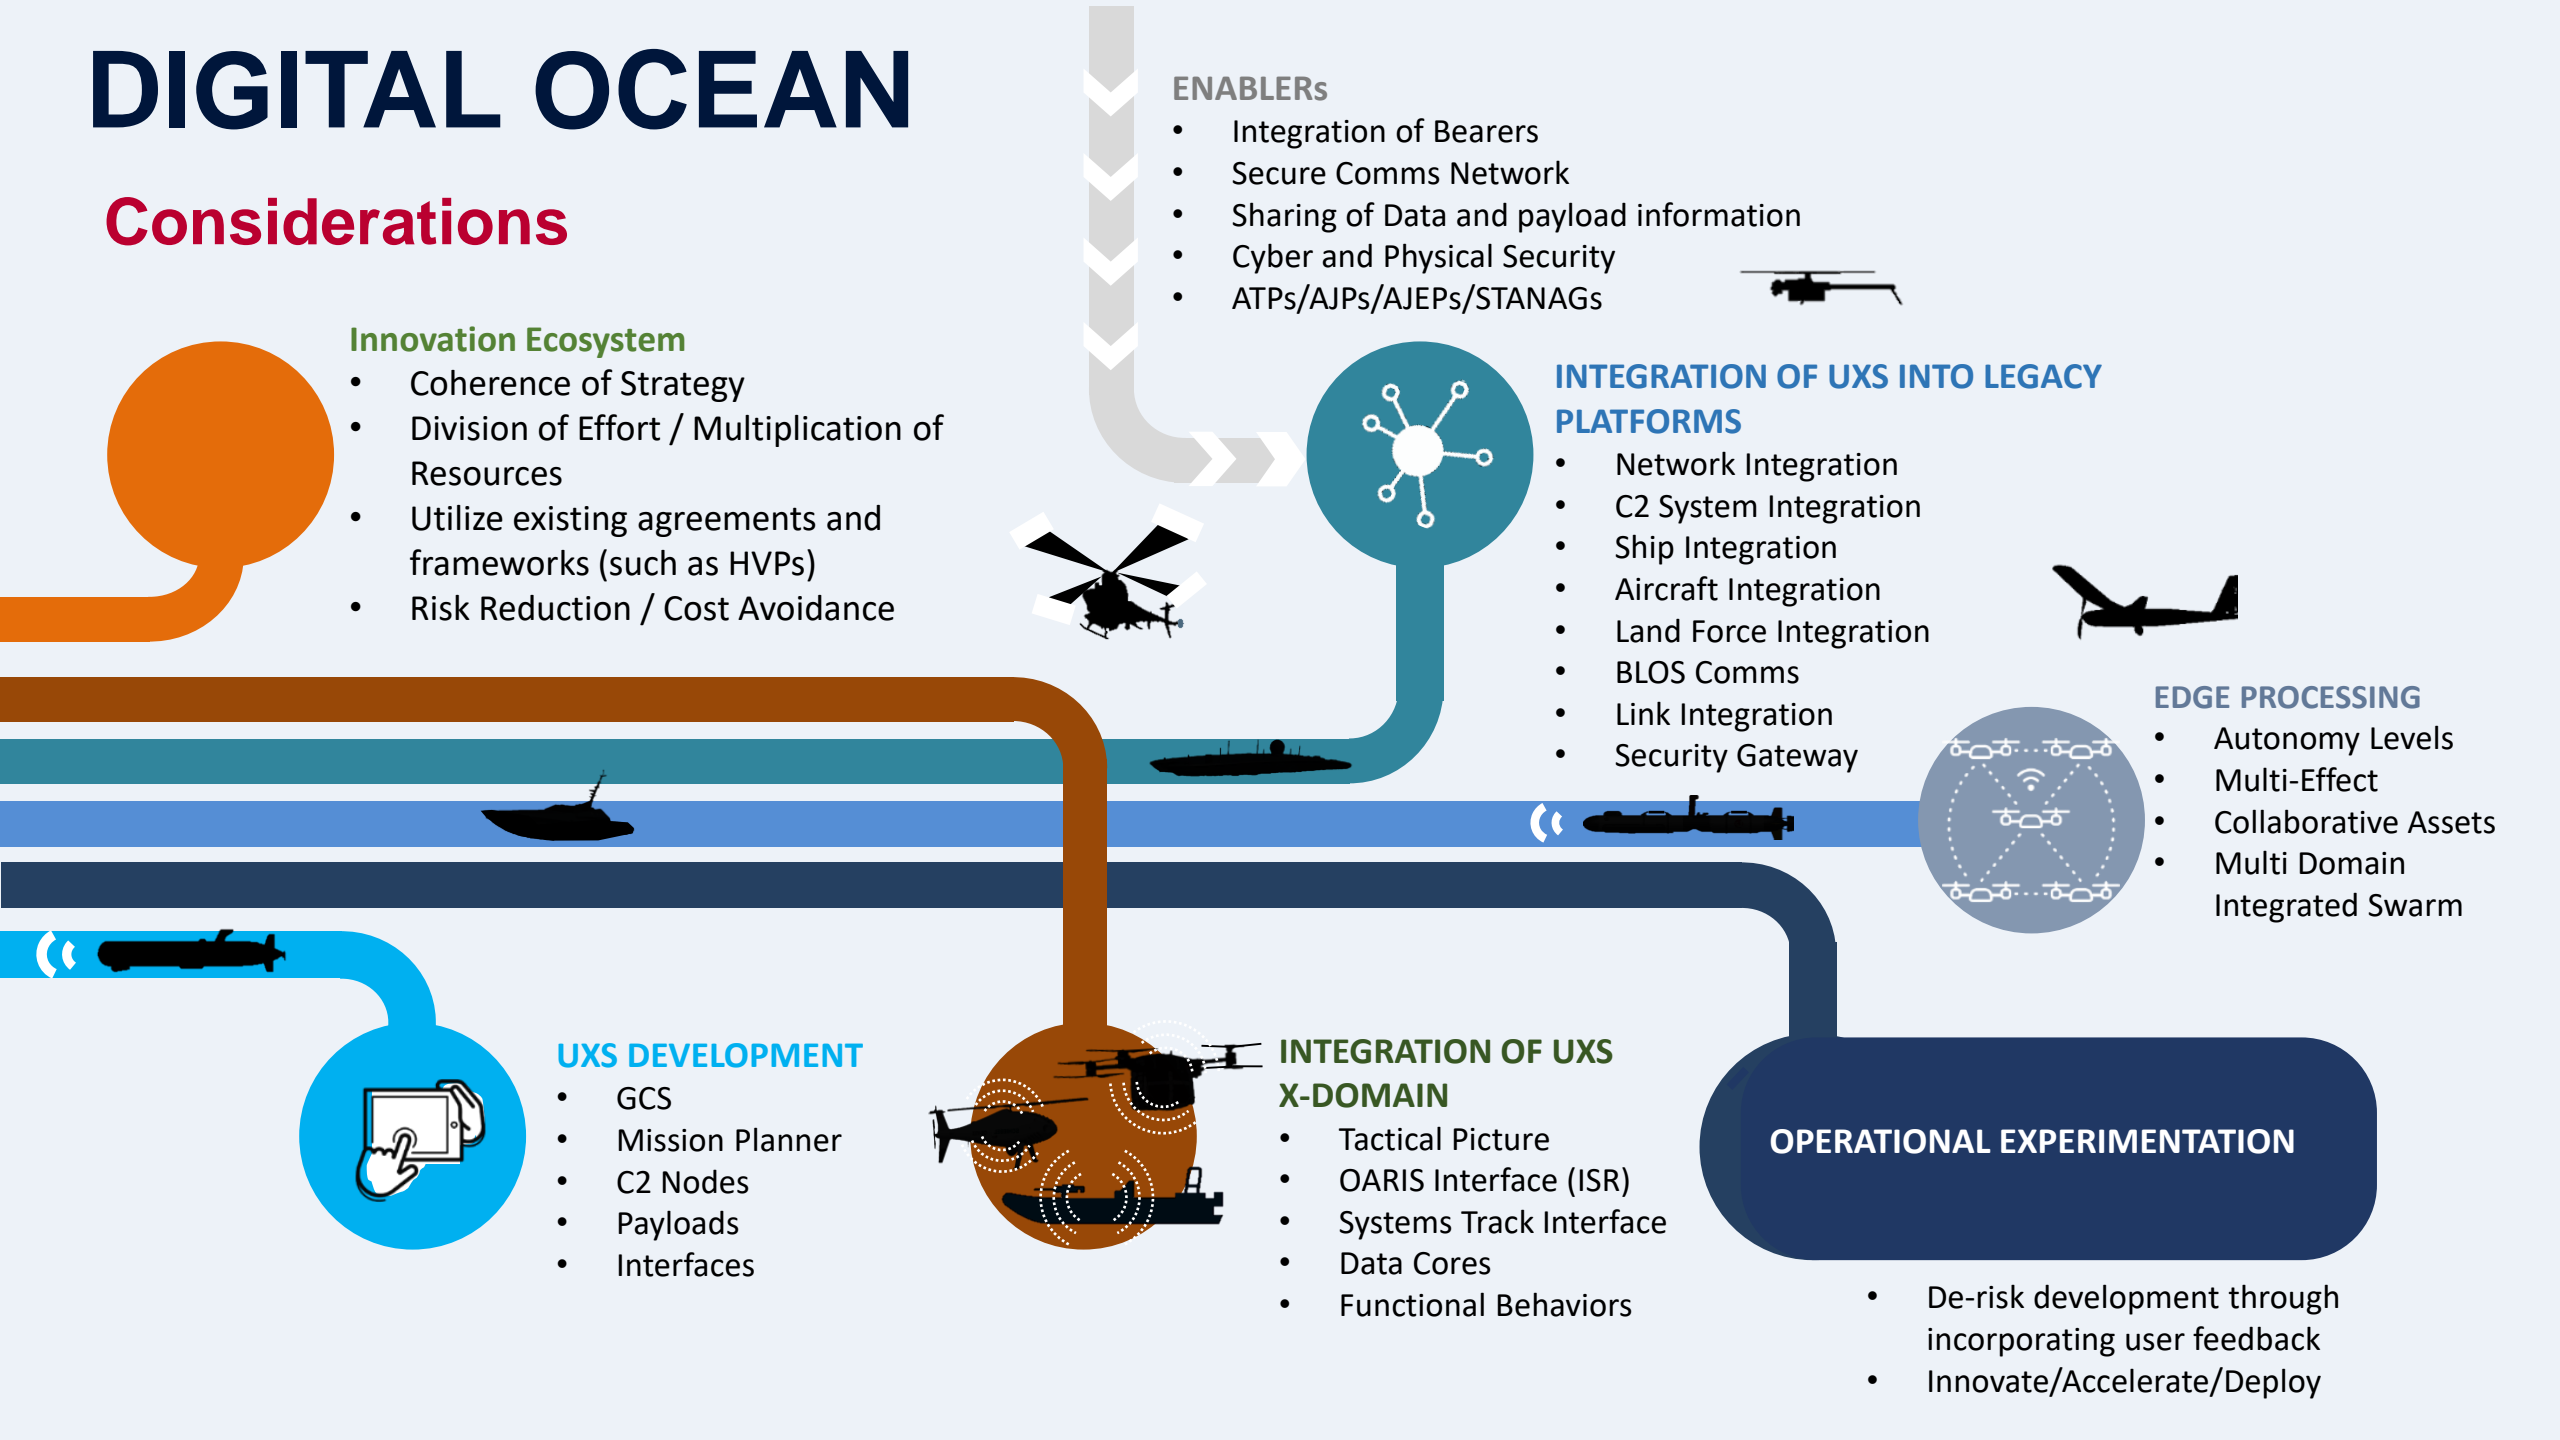 DIGITAL OCEAN
Considerations
ENABLERs
• Integration of Bearers
• Secure Comms Network
• Sharing of Data and payload information
• Cyber and Physical Security
• ATPs/AJPs/AJEPs/STANAGs
Innovation Ecosystem
• Coherence of Strategy
• Division of Effort / Multiplication of
Resources
• Utilize existing agreements and
frameworks (such as HVPs)
• Risk Reduction / Cost Avoidance
INTEGRATION OF UXS INTO LEGACY
PLATFORMS
• Network Integration
• C2 System Integration
• Ship Integration
• Aircraft Integration
• Land Force Integration
• BLOS Comms
• Link Integration
• Security Gateway
EDGE PROCESSING
• Autonomy Levels
• Multi-Effect
• Collaborative Assets
• Multi Domain
Integrated Swarm
UXS DEVELOPMENT
• GCS
• Mission Planner
• C2 Nodes
• Payloads
• Interfaces
INTEGRATION OF UXS
X-DOMAIN
• Tactical Picture
• OARIS Interface (ISR)
• Systems Track Interface
• Data Cores
• Functional Behaviors
OPERATIONAL EXPERIMENTATION
• De-risk development through
incorporating user feedback
• Innovate/Accelerate/Deploy